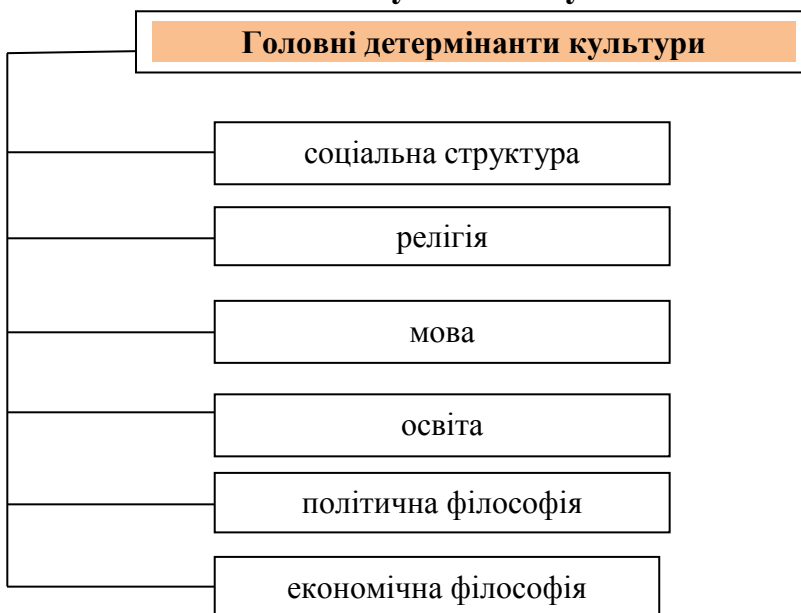 Головні детермінанти культури
соціальна структура
релігія
мова
освіта
політична філософія
економічна філософія